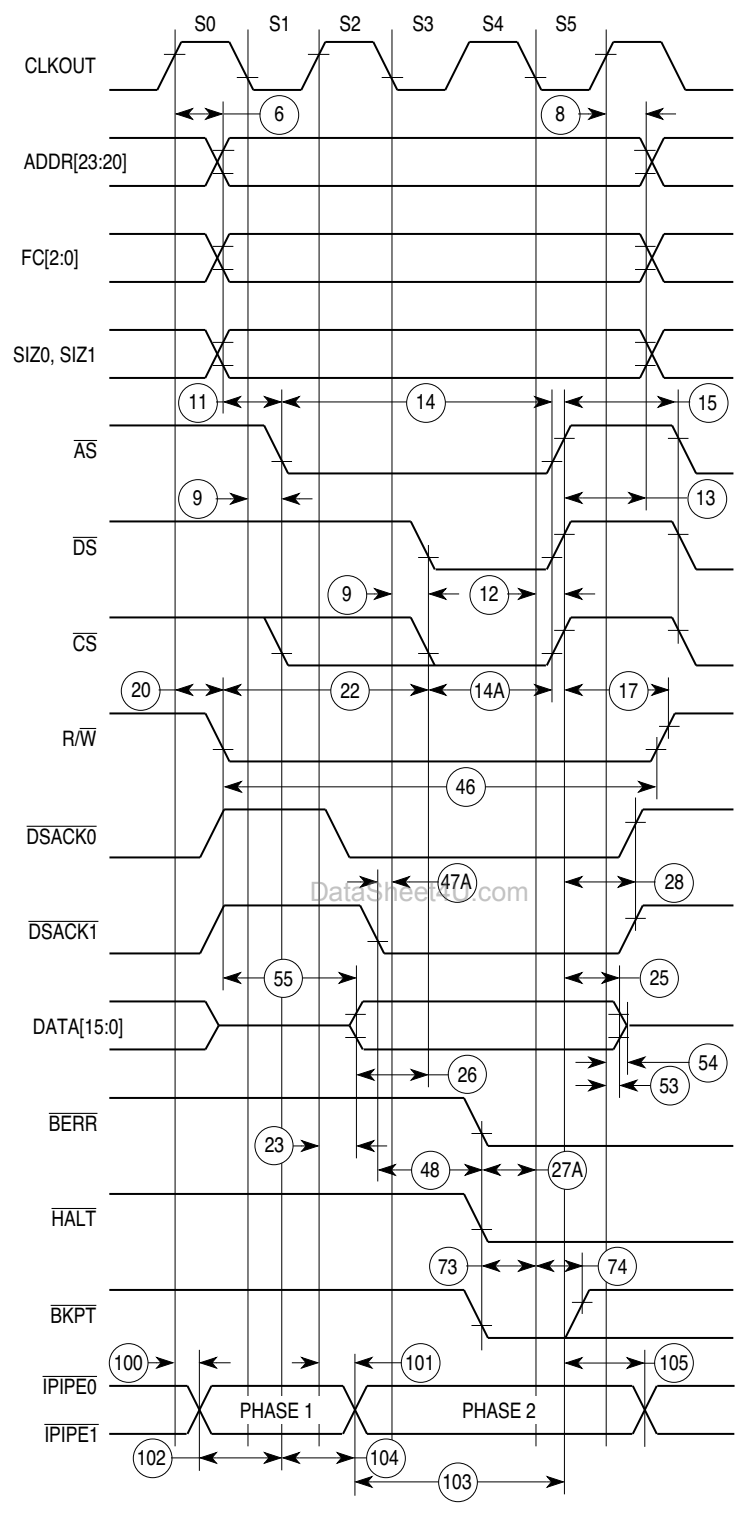 S0 S1 S2 S3 S4 S5
CLKOUT
6 8
ADDR[23:20]
FC[2:0]
SIZ0, SIZ1
11 14 15
AS
9 13
DS
9 12
CS
20 22 14A 17
R/W
46
DSACK0
47A 28
DataSheet4U.com
DSACK1
55 25
DATA[15:0]
54
26
53
BERR
23
48 27A
HALT
73 74
BKPT
100 101 105
IPIPE0
PHASE 1 PHASE 2
IPIPE1
102 104
103